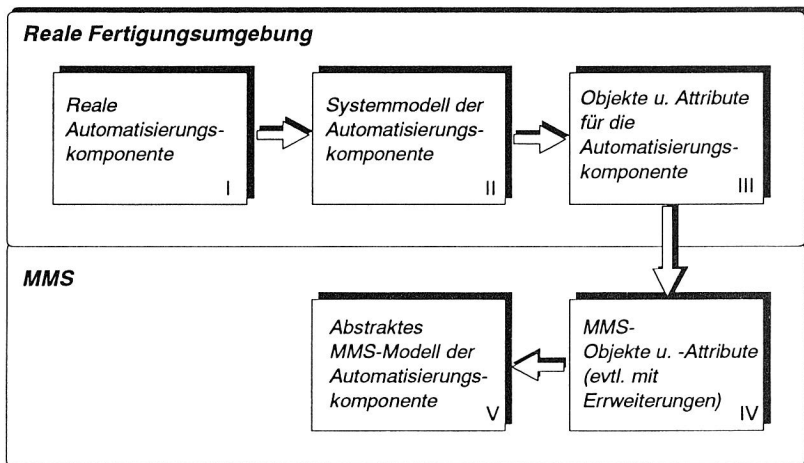 Reale Fertigungsumgebung
Reale
Automatisierungs-
komponente
I
Systemmodell der
Automatisierungs-
komponente
II
Objekte u. Attribute
für die
Automatisierungs-
komponente
III
MMS
Abstraktes
MMS-Modell der
Automatisierungs-
komponente
V
MMS-
Objekte u. -Attribute
(evtl. mit
Errweiterungen)
IV